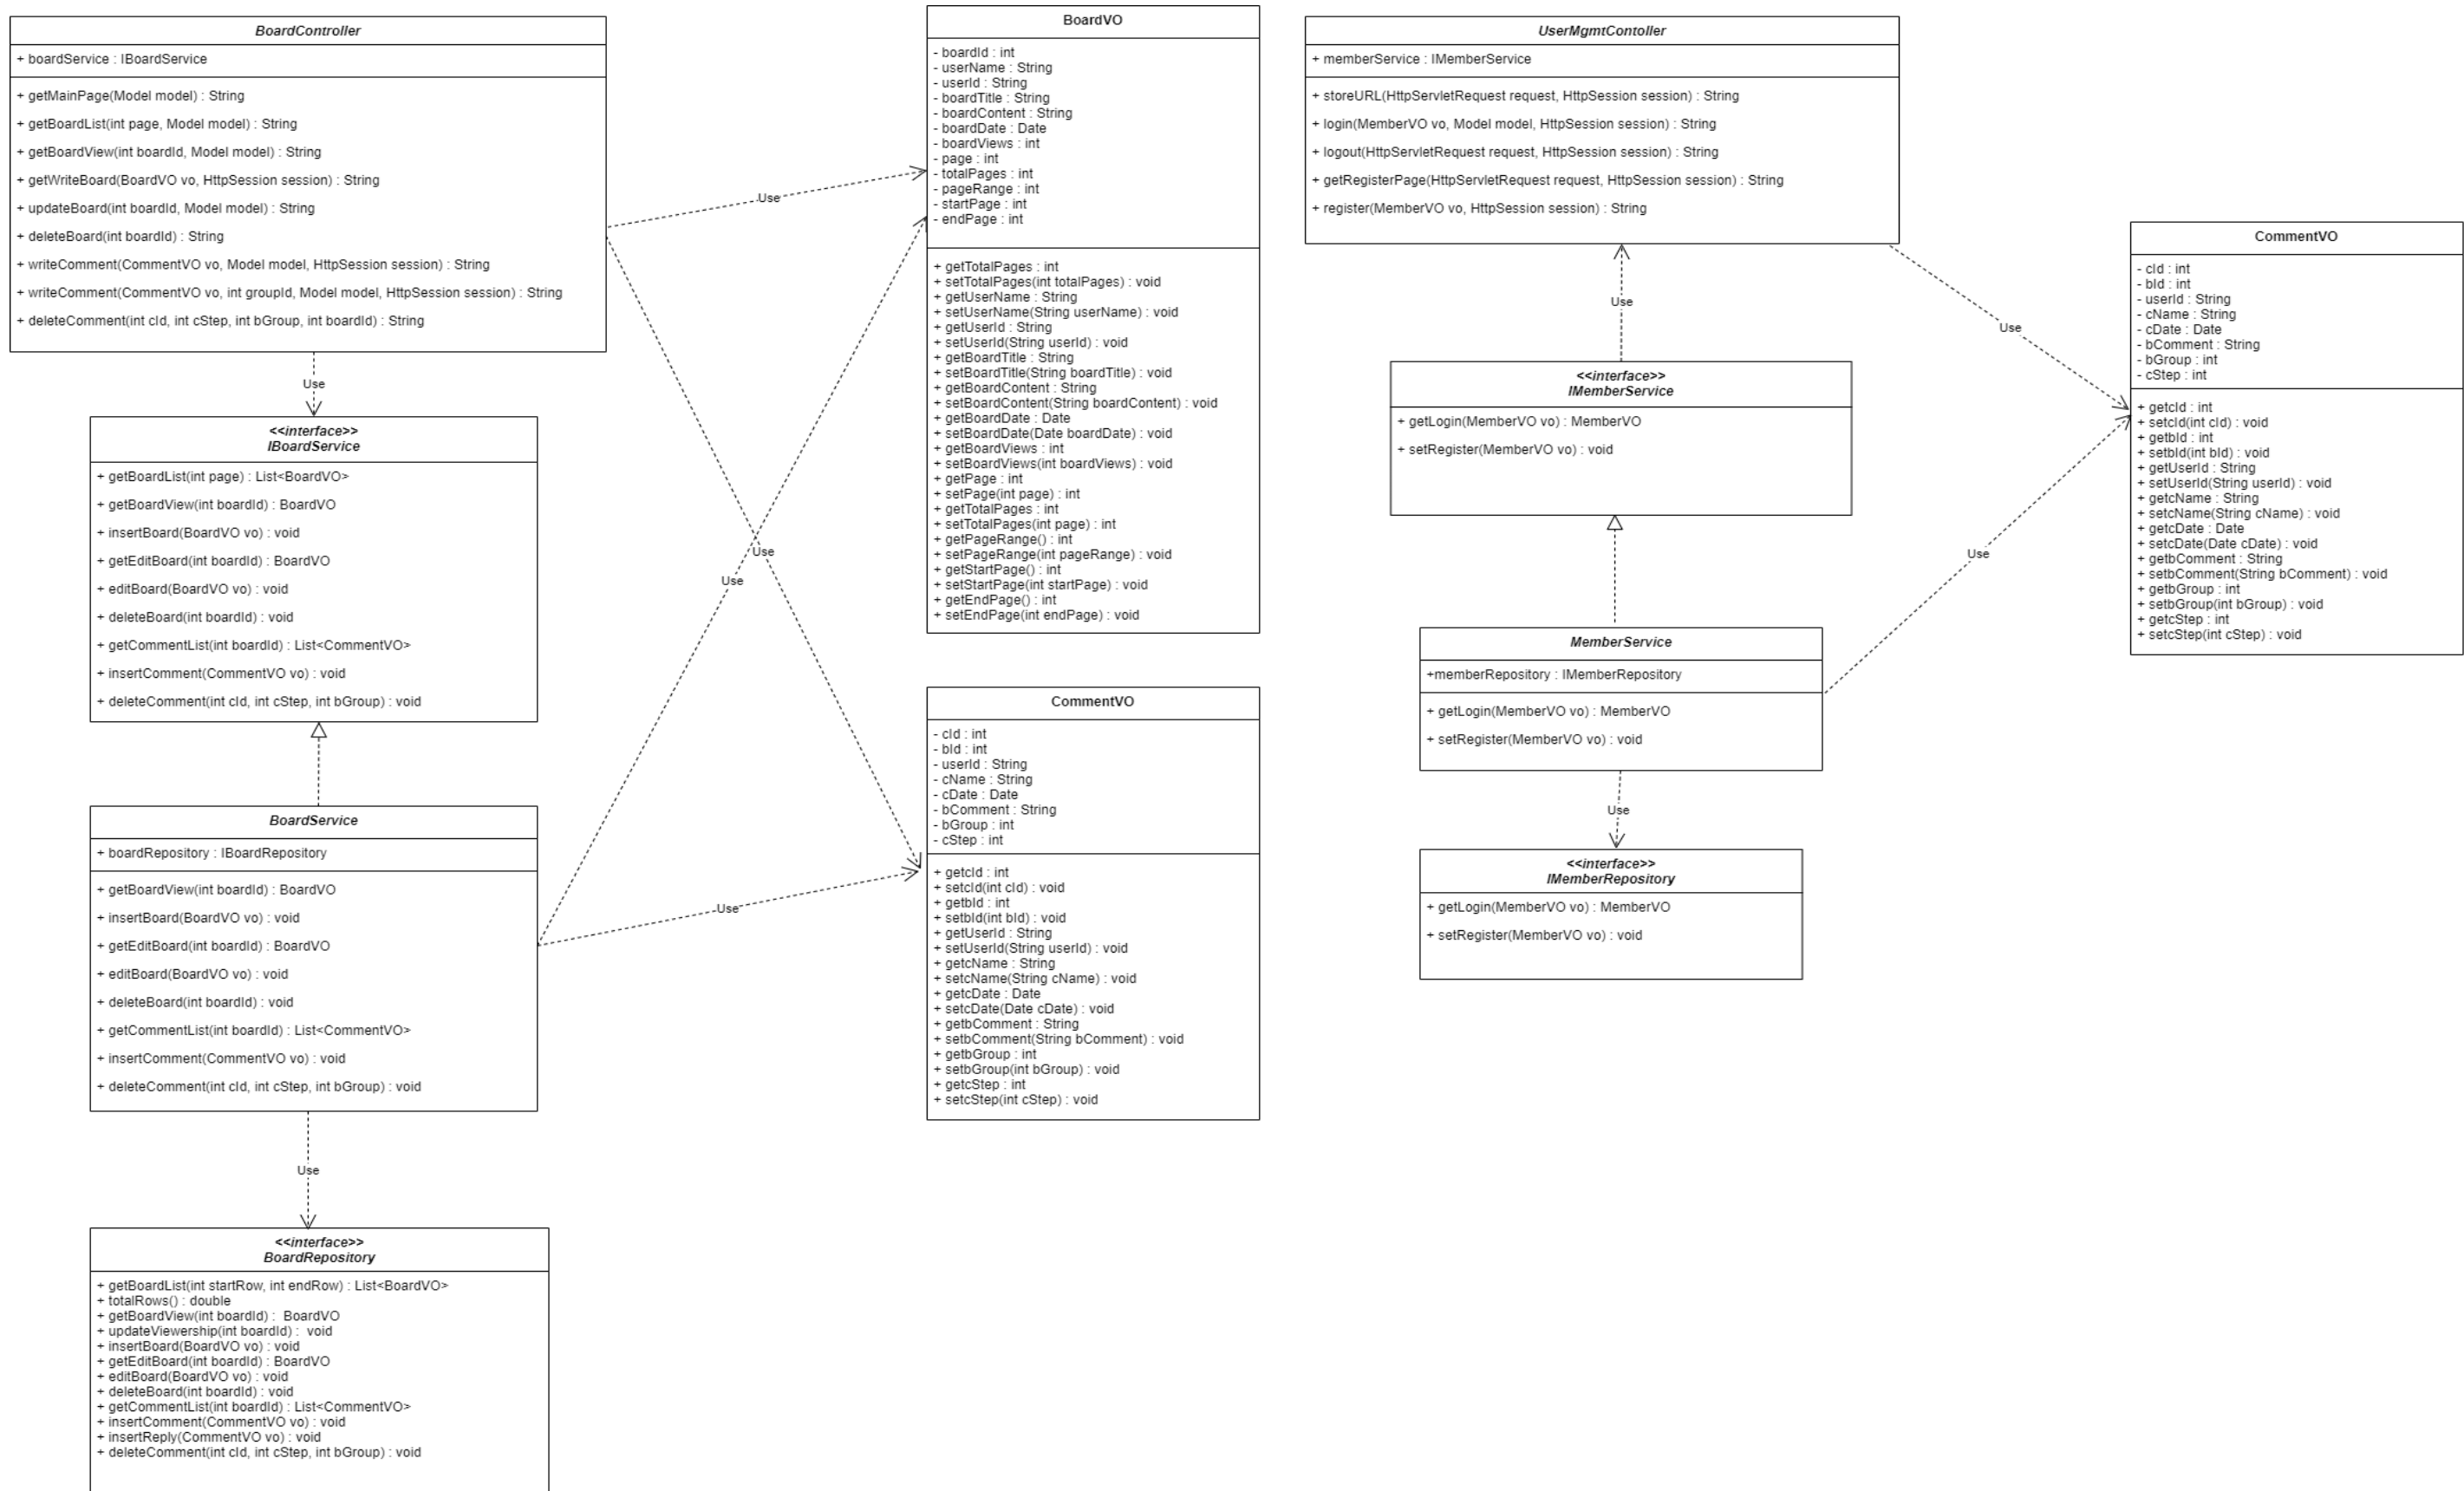 BoardController
+ boardService : IBoardService
+ getMainPage(Model model) : String
+ getBoardList(int page, Model model) : String
+ getBoardView(int boardId, Model model) : String
+ getWriteBoard(BoardVO vo, HttpSession session) : String
+ updateBoard(int boardId, Model model) : String
+ deleteBoard(int boardId) : String
+ writeComment(CommentVO vo, Model model, HttpSession session) : String
+ writeComment(CommentVO vo, int groupId, Model model, HttpSession session) : String
+ deleteComment(int cId, int cStep, int bGroup, int boardId) : String
Use
<<interface>>
IBoardService
+ getBoardList(int page) : List<BoardVO>
+ getBoardView(int boardId) : BoardVO
+ insertBoard(BoardVO vo) : void
+ getEditBoard(int boardId) : BoardVO
+ editBoard(BoardVO vo) : void
+ deleteBoard(int boardId) : void
+ getCommentList(int boardId) : List<CommentVO>
+ insertComment(CommentVO vo) : void
+ deleteComment(int cId, int cStep, int bGroup) : void
BoardService
+ boardRepository : IBoardRepository
+ getBoardView(int boardId) : BoardVO
+ insertBoard(BoardVO vo) : void
+ getEditBoard(int boardId) : BoardVO
+ editBoard(BoardVO vo) : void
+ deleteBoard(int boardId) : void
+ getCommentList(int boardId) : List<CommentVO>
+ insertComment(CommentVO vo) : void
+ deleteComment(int cId, int cStep, int bGroup) : void
Use
<<interface>>
BoardRepository
+ getBoardList(int startRow, int endRow) : List<BoardVO>
+ totalRows() : double
+ getBoardView(int boardId) :  BoardVO
+ updateViewership(int boardId) :  void
+ insertBoard(BoardVO vo) : void
+ getEditBoard(int boardId) : BoardVO
+ editBoard(BoardVO vo) : void
+ deleteBoard(int boardId) : void
+ getCommentList(int boardId) : List<CommentVO>
+ insertComment(CommentVO vo) : void
+ insertReply(CommentVO vo) : void
+ deleteComment(int cId, int cStep, int bGroup) : void
Use
Use
Use
Use
BoardVO
- boardId : int
- userName : String
- userId : String
- boardTitle : String
- boardContent : String
- boardDate : Date
- boardViews : int
- page : int
- totalPages : int
- pageRange : int
- startPage : int
- endPage : int
+ getTotalPages : int
+ setTotalPages(int totalPages) : void
+ getUserName : String
+ setUserName(String userName) : void
+ getUserId : String
+ setUserId(String userId) : void
+ getBoardTitle : String
+ setBoardTitle(String boardTitle) : void
+ getBoardContent : String
+ setBoardContent(String boardContent) : void
+ getBoardDate : Date
+ setBoardDate(Date boardDate) : void
+ getBoardViews : int
+ setBoardViews(int boardViews) : void
+ getPage : int
+ setPage(int page) : int
+ getTotalPages : int
+ setTotalPages(int page) : int
+ getPageRange() : int
+ setPageRange(int pageRange) : void
+ getStartPage() : int
+ setStartPage(int startPage) : void
+ getEndPage() : int
+ setEndPage(int endPage) : void
CommentVO
- cId : int
- bId : int
- userId : String
- cName : String
- cDate : Date
- bComment : String
- bGroup : int
- cStep : int
+ getcId : int
+ setcId(int cId) : void
+ getbId : int
+ setbId(int bId) : void
+ getUserId : String
+ setUserId(String userId) : void
+ getcName : String
+ setcName(String cName) : void
+ getcDate : Date
+ setcDate(Date cDate) : void
+ getbComment : String
+ setbComment(String bComment) : void
+ getbGroup : int
+ setbGroup(int bGroup) : void
+ getcStep : int
+ setcStep(int cStep) : void
UserMgmtContoller
+ memberService : IMemberService
+ storeURL(HttpServletRequest request, HttpSession session) : String
+ login(MemberVO vo, Model model, HttpSession session) : String
+ logout(HttpServletRequest request, HttpSession session) : String
+ getRegisterPage(HttpServletRequest request, HttpSession session) : String
+ register(MemberVO vo, HttpSession session) : String
Use
<<interface>>
IMemberService
+ getLogin(MemberVO vo) : MemberVO
+ setRegister(MemberVO vo) : void
MemberService
+memberRepository : IMemberRepository
+ getLogin(MemberVO vo) : MemberVO
+ setRegister(MemberVO vo) : void
Use
<<interface>>
IMemberRepository
+ getLogin(MemberVO vo) : MemberVO
+ setRegister(MemberVO vo) : void
Use
Use
CommentVO
- cId : int
- bId : int
- userId : String
- cName : String
- cDate : Date
- bComment : String
- bGroup : int
- cStep : int
+ getcId : int
+ setcId(int cId) : void
+ getbId : int
+ setbId(int bId) : void
+ getUserId : String
+ setUserId(String userId) : void
+ getcName : String
+ setcName(String cName) : void
+ getcDate : Date
+ setcDate(Date cDate) : void
+ getbComment : String
+ setbComment(String bComment) : void
+ getbGroup : int
+ setbGroup(int bGroup) : void
+ getcStep : int
+ setcStep(int cStep) : void